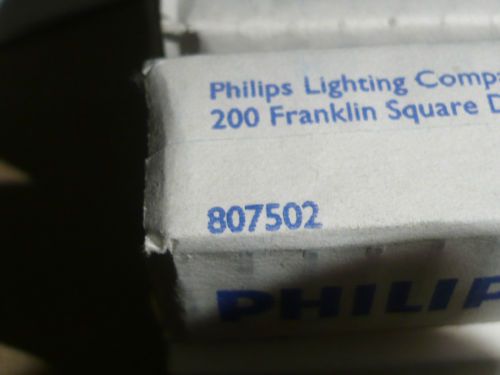 Philips Lighting Comp
200 Franklin Square D
807502
PHILIP